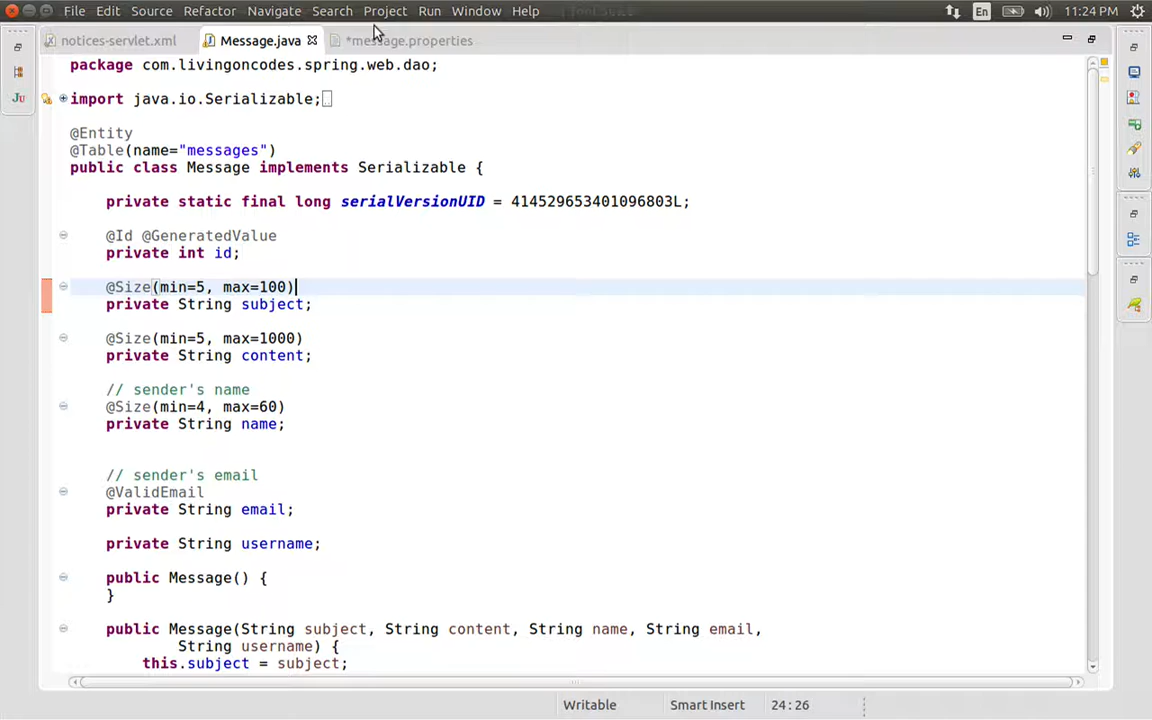 File Edit Source Refactor Navigate Search Project Run Window Help
En 11:24 PM
notices-servlet.xml Message.java *message.properties
package com.livingoncodes.spring.web.dao;
import java.io.Serializable;
@Entity
@Table(name="messages")
public class Message implements Serializable {
private static final long serialVersionUID = 414529653401096803L;
@Id @GeneratedValue
private int id;
@Size(min=5, max=100)
private String subject;
@Size(min=5, max=1000)
private String content;
// sender's name
@Size(min=4, max=60)
private String name;
// sender's email
@ValidEmail
private String email;
private String username;
public Message() {
}
public Message(String subject, String content, String name, String email,
String username) {
this.subject = subject;
Writable Smart Insert 24 : 26
Ju